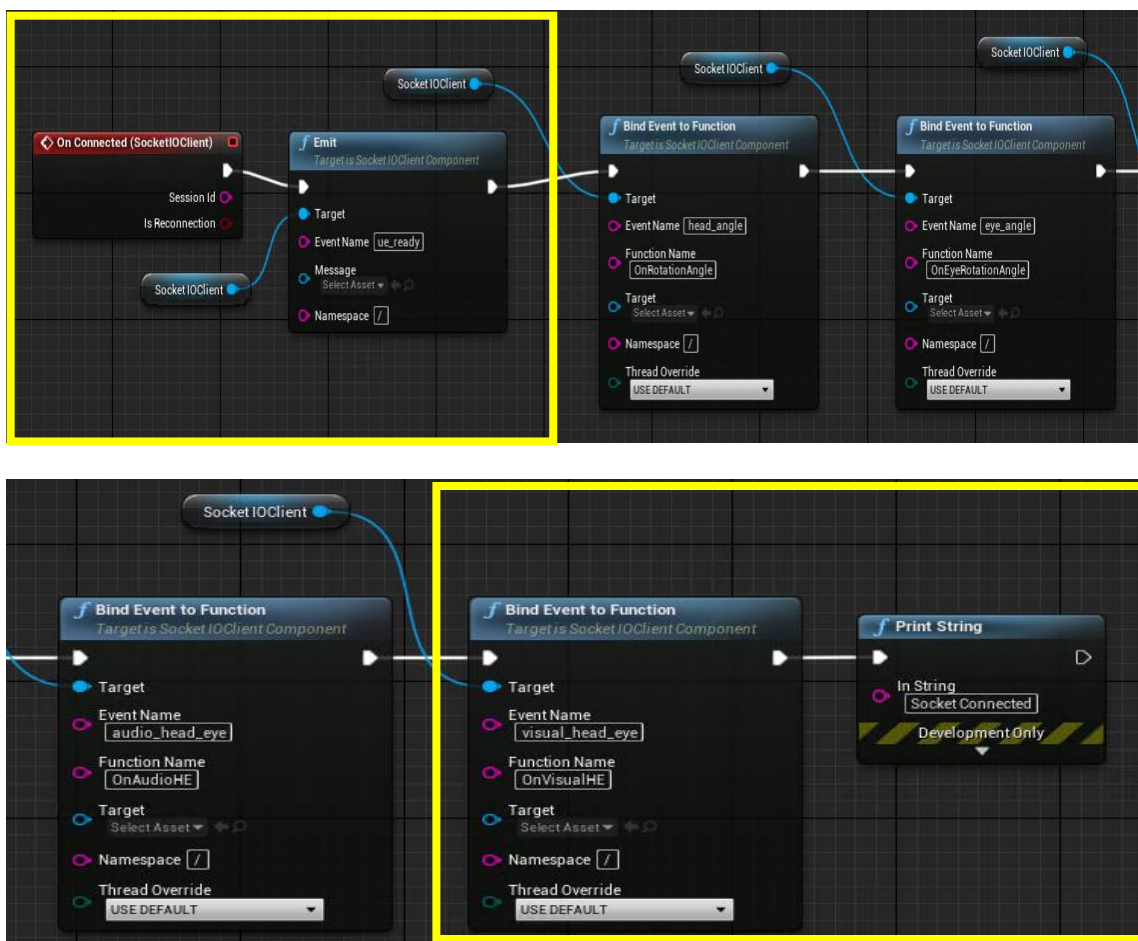 Socket IOClient
On Connected (SocketIOClient)
Session Id
Is Reconnection
Socket IOClient
f Emit
Target is Socket IOClient Component
Target
Event Name ue_ready
Message
Select Asset
Namespace /
Socket IOClient
f Bind Event to Function
Target is Socket IOClient Component
Target
Event Name head_angle
Function Name
OnRotationAngle
Target
Select Asset
Namespace /
Thread Override
USE DEFAULT
Socket IOClient
f Bind Event to Function
Target is Socket IOClient Component
Target
Event Name eye_angle
Function Name
OnEyeRotationAngle
Target
Select Asset
Namespace /
Thread Override
USE DEFAULT
Socket IOClient
f Bind Event to Function
Target is Socket IOClient Component
Target
Event Name
audio_head_eye
Function Name
OnAudioHE
Target
Select Asset
Namespace /
Thread Override
USE DEFAULT
f Bind Event to Function
Target is Socket IOClient Component
Target
Event Name
visual_head_eye
Function Name
OnVisualHE
Target
Select Asset
Namespace /
Thread Override
USE DEFAULT
f Print String
In String
Socket Connected
Development Only